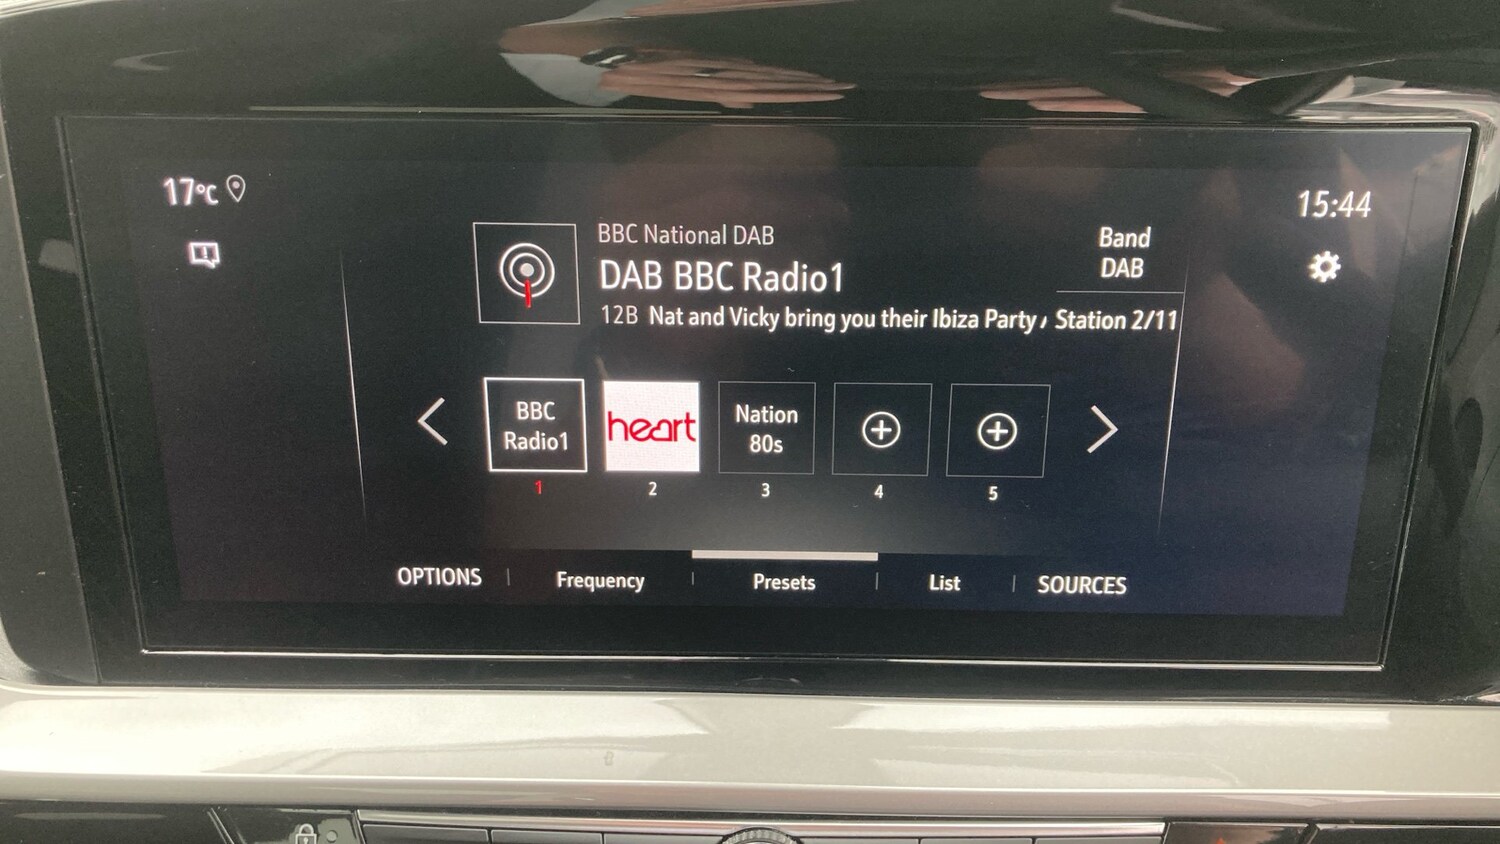 17°C
15:44
BBC National DAB
DAB BBC Radio1
12B Nat and Vicky bring you their Ibiza Party
Band
DAB
Station 2/11
BBC
Radio1
heart
Nation
80s
1
2
3
4
5
OPTIONS
Frequency
Presets
List
SOURCES